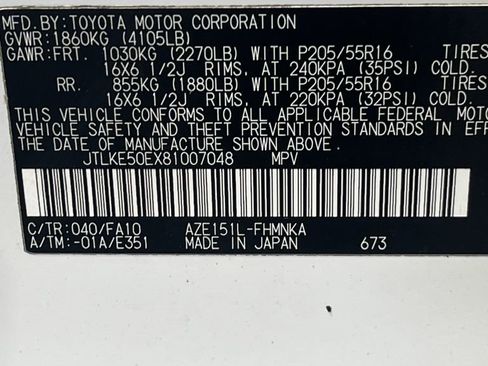 MFD.BY:TOYOTA MOTOR CORPORATION
GVWR:1860KG (4105LB)
GAWR:FRT. 1030KG (2270LB) WITH P205/55R16 TIRES
16X6 1/2J RIMS, AT 240KPA (35PSI) COLD.
RR. 855KG (1880LB) WITH P205/55R16 TIRES
16X6 1/2J RIMS, AT 220KPA (32PSI) COLD.
THIS VEHICLE CONFORMS TO ALL APPLICABLE FEDERAL MOTO
VEHICLE SAFETY AND THEFT PREVENTION STANDARDS IN EFFE
THE DATE OF MANUFACTURE SHOWN ABOVE.
JTLKE50EX81007048 MPV
C/TR:040/FA10 AZE151L-FHMNKA
A/TM:-01A/E351 MADE IN JAPAN 673